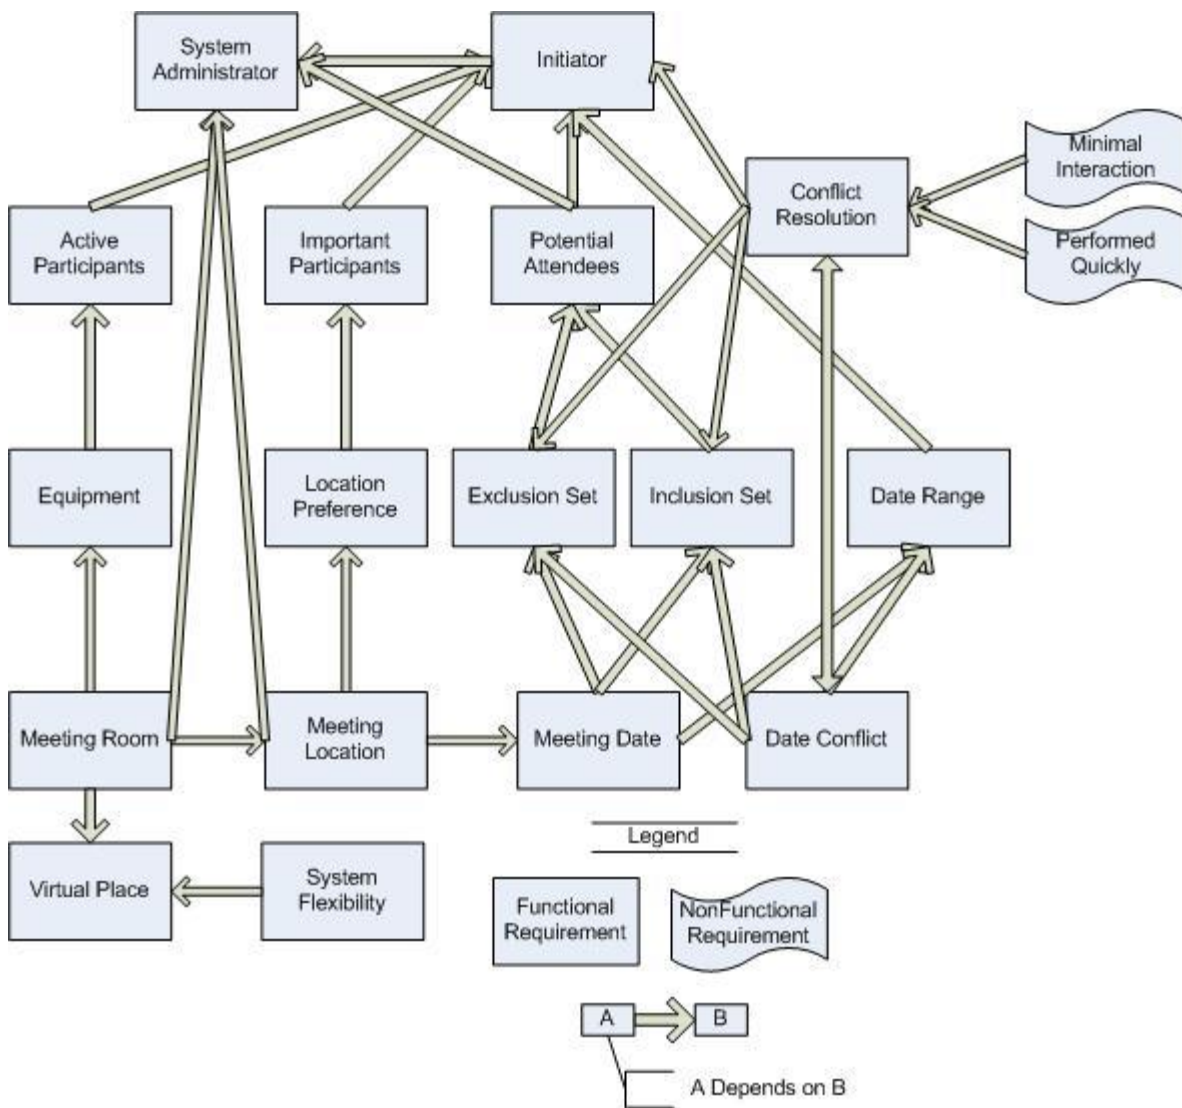 System
Administrator
Initiator
Minimal
Interaction
Conflict
Resolution
Active
Participants
Important
Participants
Potential
Attendees
Performed
Quickly
Equipment
Location
Preference
Exclusion Set
Inclusion Set
Date Range
Meeting Room
Meeting
Location
Meeting Date
Date Conflict
Virtual Place
System
Flexibility
Legend
Functional
Requirement
NonFunctional
Requirement
A
B
A Depends on B